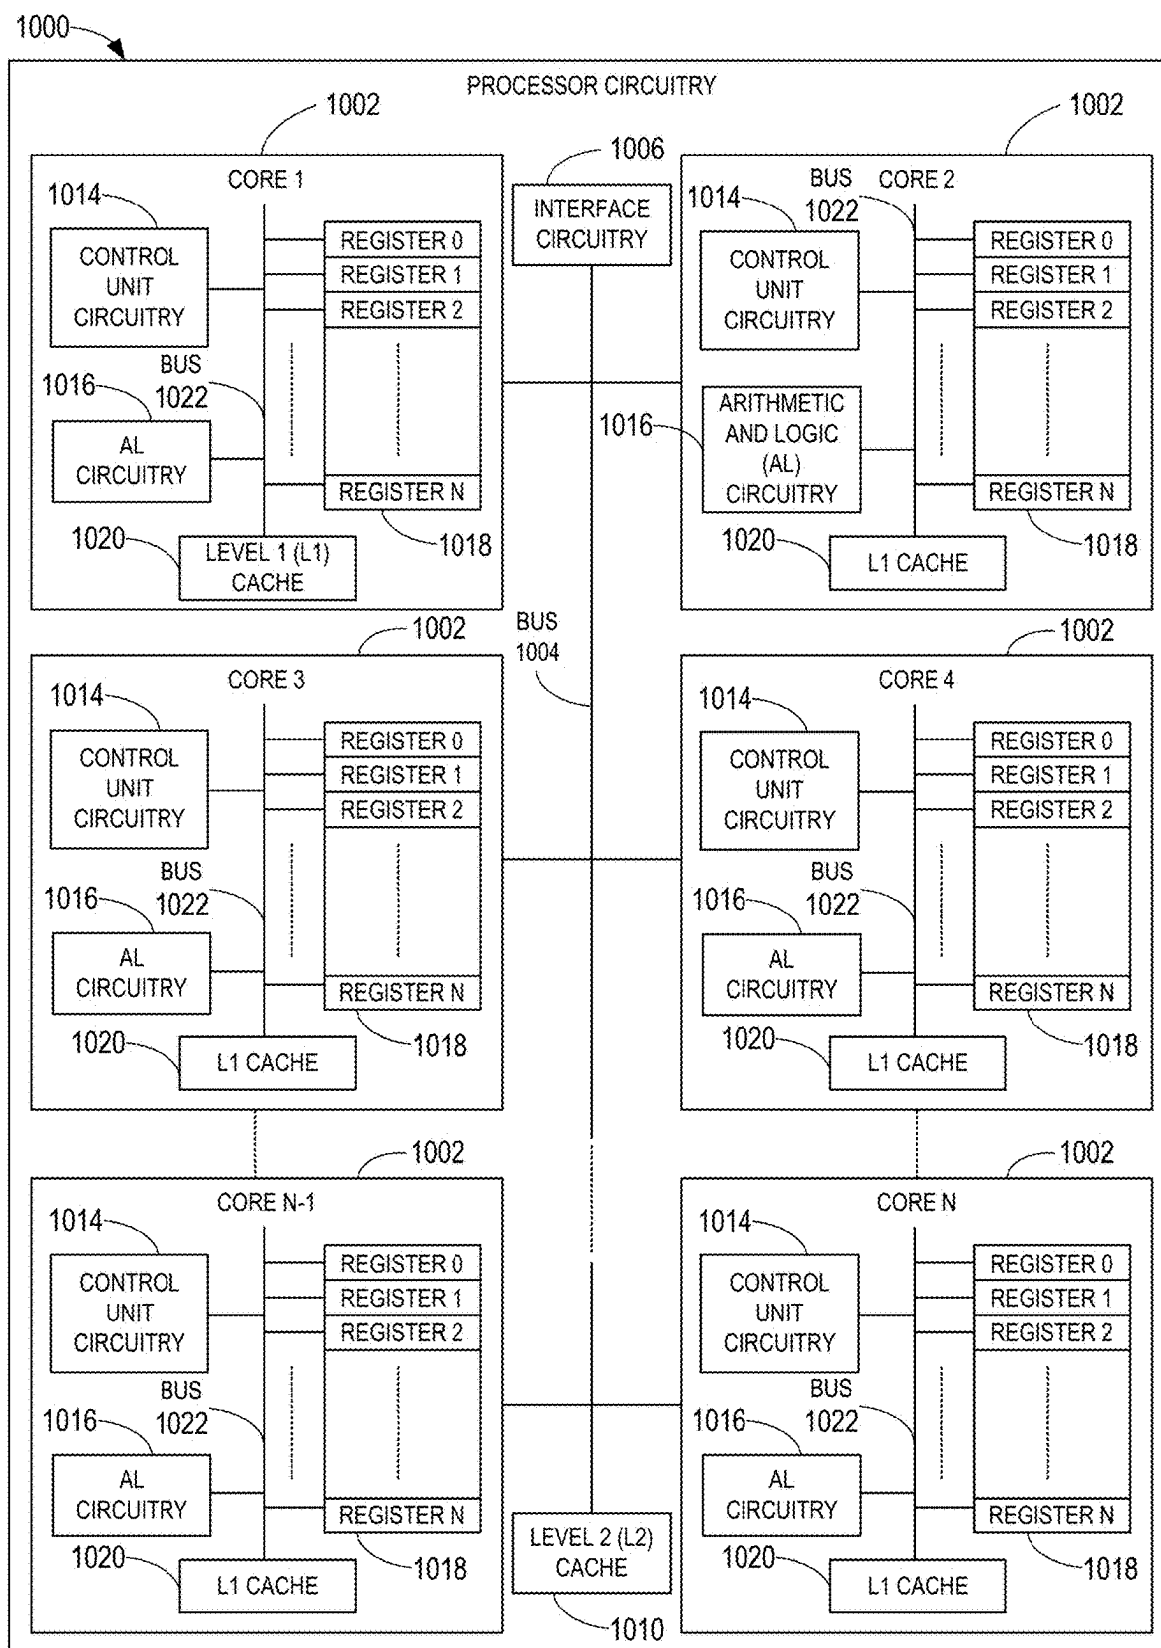 1000
PROCESSOR CIRCUITRY
1002
CORE 1
1014
CONTROL
UNIT
CIRCUITRY
REGISTER 0
REGISTER 1
REGISTER 2
BUS
1022
1016
AL
CIRCUITRY
REGISTER N
1018
1020
LEVEL 1 (L1)
CACHE
1006
INTERFACE
CIRCUITRY
1002
CORE 2
BUS
1022
1014
CONTROL
UNIT
CIRCUITRY
REGISTER 0
REGISTER 1
REGISTER 2
1016
ARITHMETIC
AND LOGIC
(AL)
CIRCUITRY
REGISTER N
1018
1020
L1 CACHE
BUS
1004
1002
CORE 3
1014
CONTROL
UNIT
CIRCUITRY
REGISTER 0
REGISTER 1
REGISTER 2
BUS
1022
1016
AL
CIRCUITRY
REGISTER N
1018
1020
L1 CACHE
1002
CORE 4
1014
CONTROL
UNIT
CIRCUITRY
REGISTER 0
REGISTER 1
REGISTER 2
BUS
1022
1016
AL
CIRCUITRY
REGISTER N
1018
1020
L1 CACHE
1002
CORE N-1
1014
CONTROL
UNIT
CIRCUITRY
REGISTER 0
REGISTER 1
REGISTER 2
BUS
1022
1016
AL
CIRCUITRY
REGISTER N
1018
1020
L1 CACHE
1002
CORE N
1014
CONTROL
UNIT
CIRCUITRY
REGISTER 0
REGISTER 1
REGISTER 2
BUS
1022
1016
AL
CIRCUITRY
REGISTER N
1018
1020
L1 CACHE
LEVEL 2 (L2)
CACHE
1010